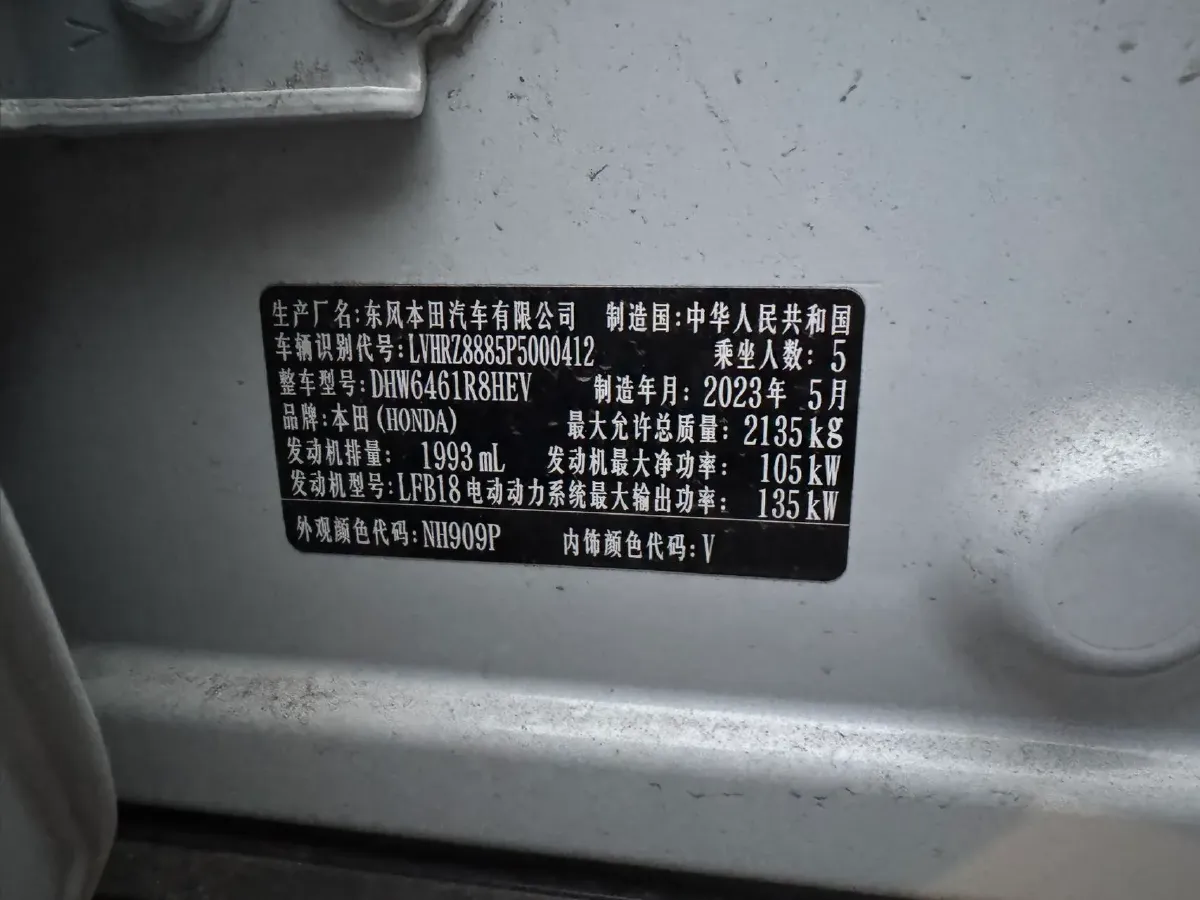 生产厂名:东风本田汽车有限公司 制造国:中华人民共和国
车辆识别代号:LVHRZ8885P5000412 乘坐人数: 5
整车型号:DHW6461R8HEV 制造年月: 2023年 5月
品牌:本田(HONDA) 最大允许总质量: 2135kg
发动机排量: 1993mL 发动机最大净功率: 105kW
发动机型号:LFB18 电动动力系统最大输出功率: 135kW
外观颜色代码:NH909P 内饰颜色代码:V